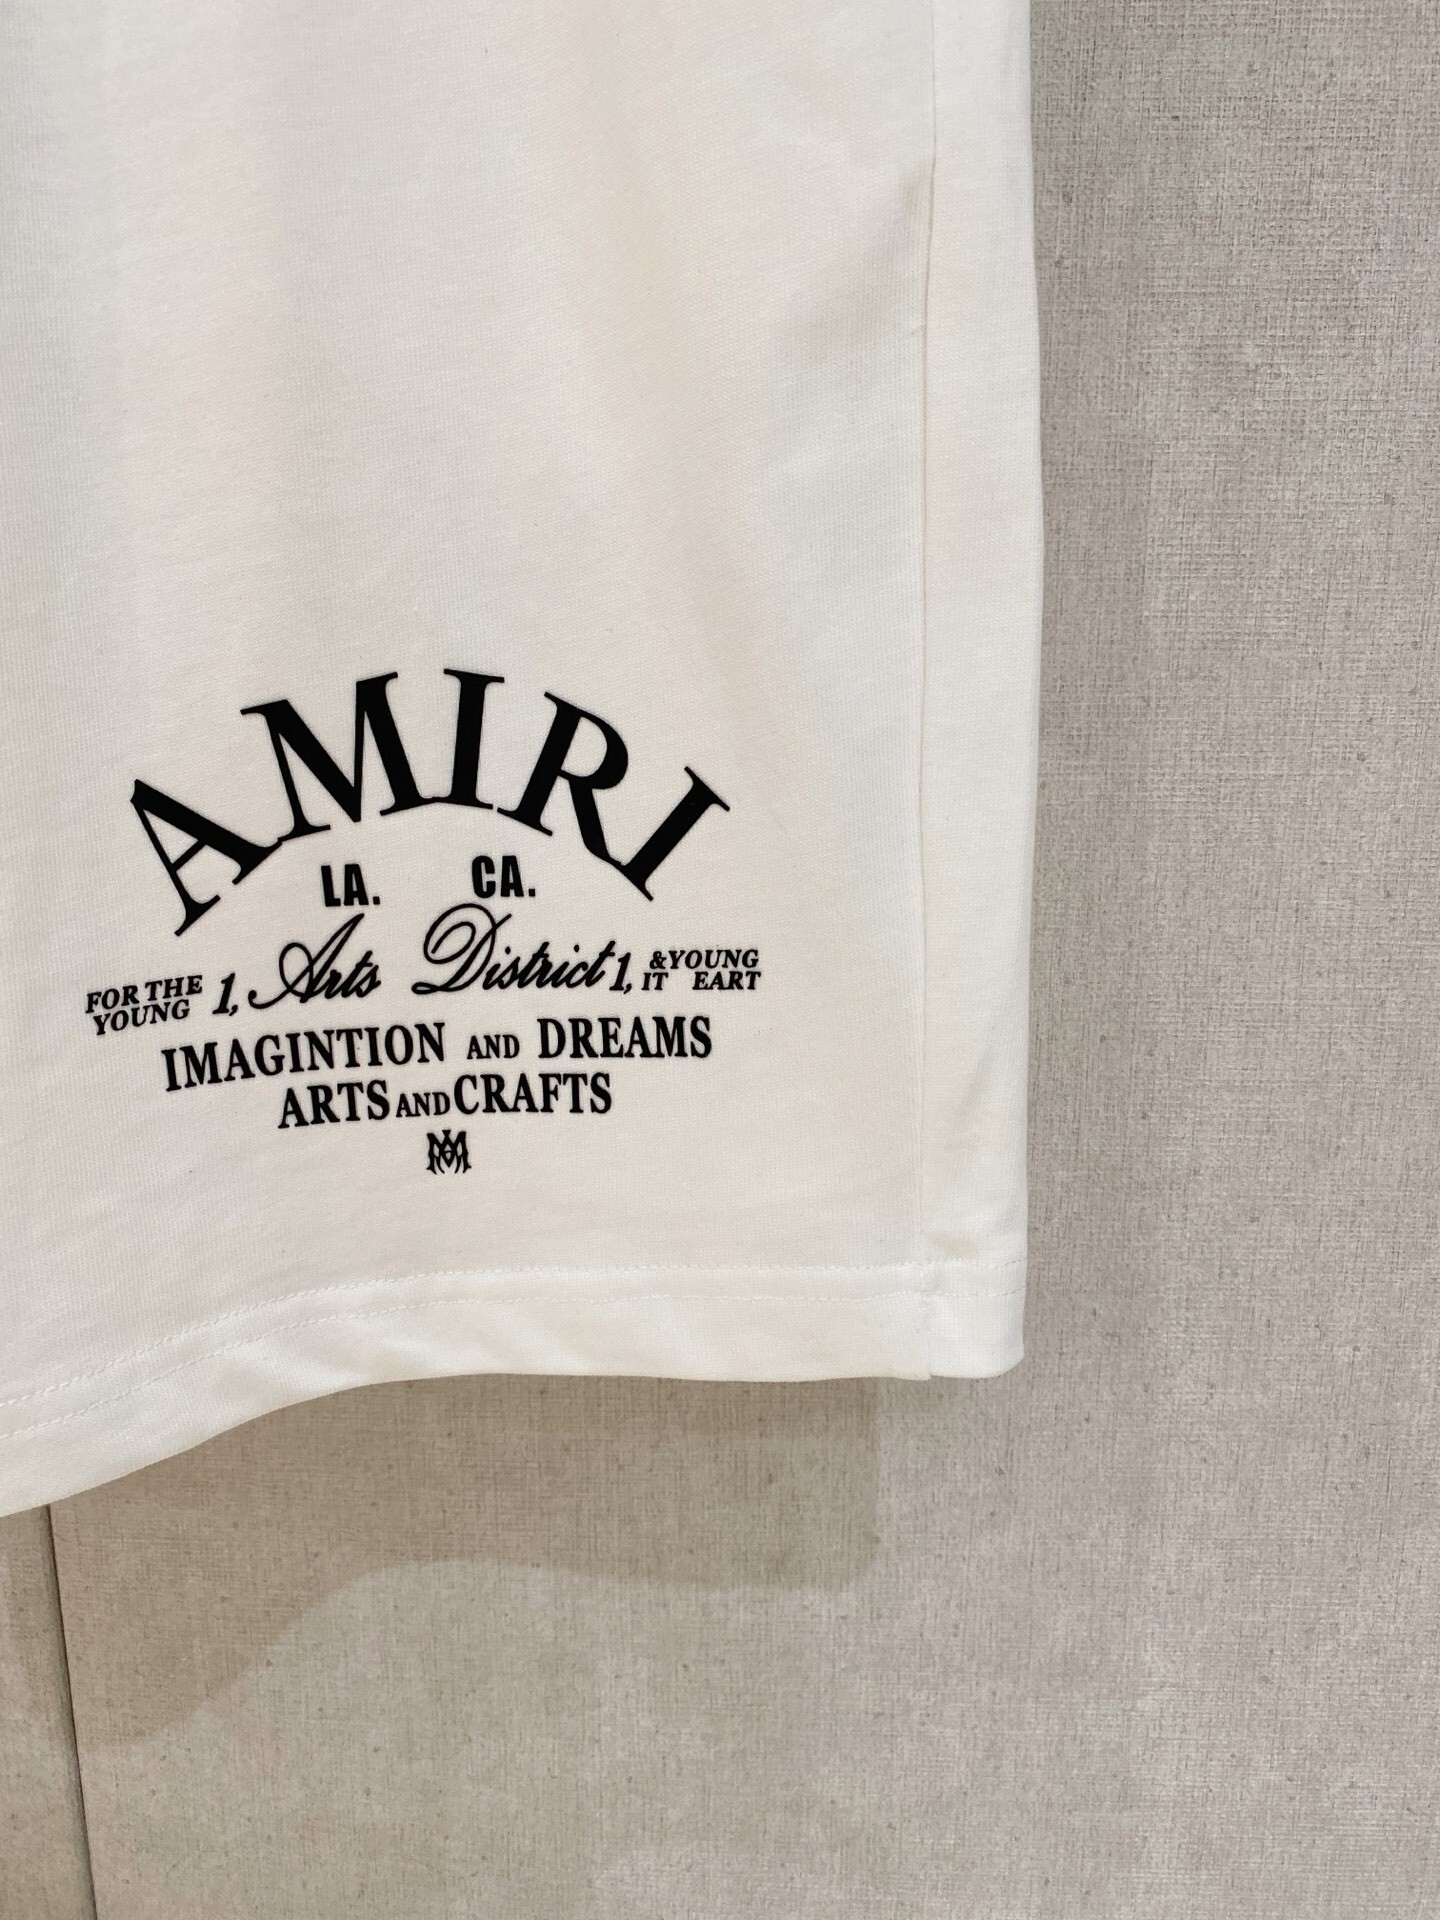 AMIRI
LA. CA.
FOR THE YOUNG 1, Arts District 1, &YOUNG IT EART
IMAGINTION AND DREAMS
ARTS AND CRAFTS